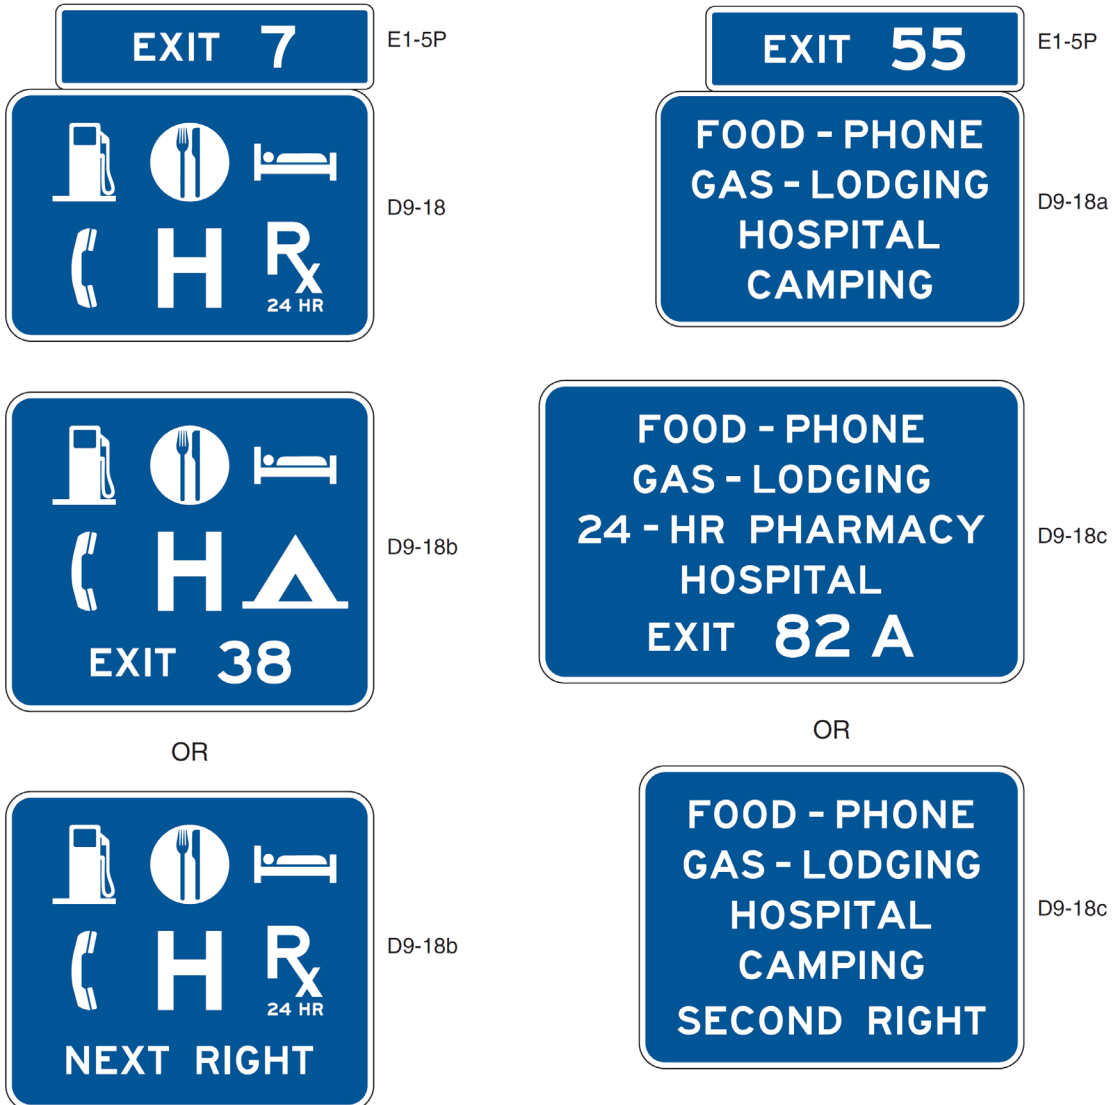 EXIT 7
E1-5P
D9-18
H
Rx
24 HR
EXIT 55
E1-5P
FOOD - PHONE
GAS - LODGING
HOSPITAL
CAMPING
D9-18a
H
D9-18b
EXIT 38
FOOD - PHONE
GAS - LODGING
24 - HR PHARMACY
HOSPITAL
EXIT 82 A
D9-18c
OR
OR
H
Rx
24 HR
D9-18b
NEXT RIGHT
FOOD - PHONE
GAS - LODGING
HOSPITAL
CAMPING
SECOND RIGHT
D9-18c